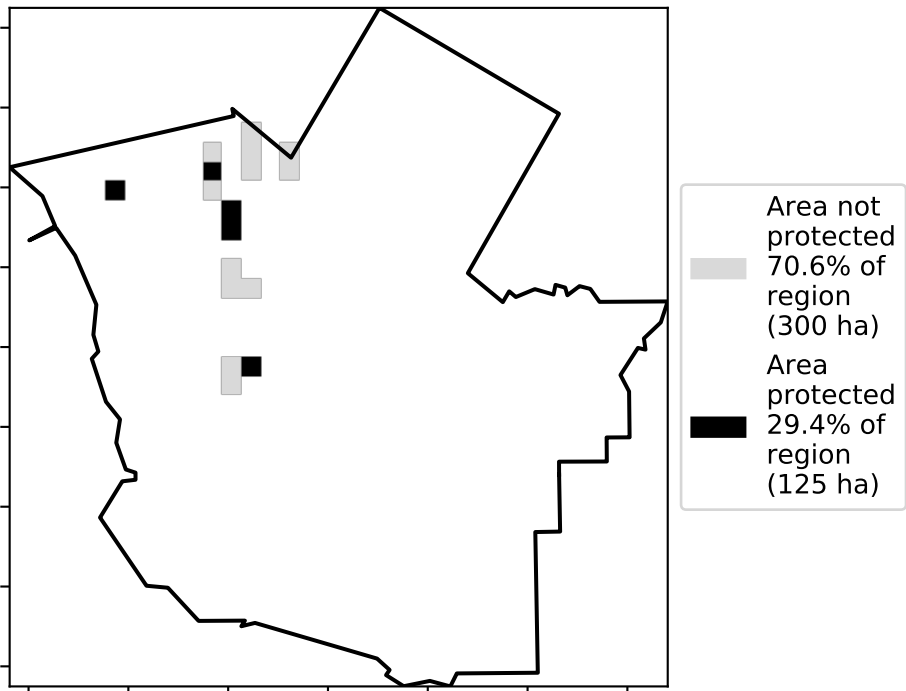 Area not
protected
70.6% of
region
(300 ha)
Area
protected
29.4% of
region
(125 ha)